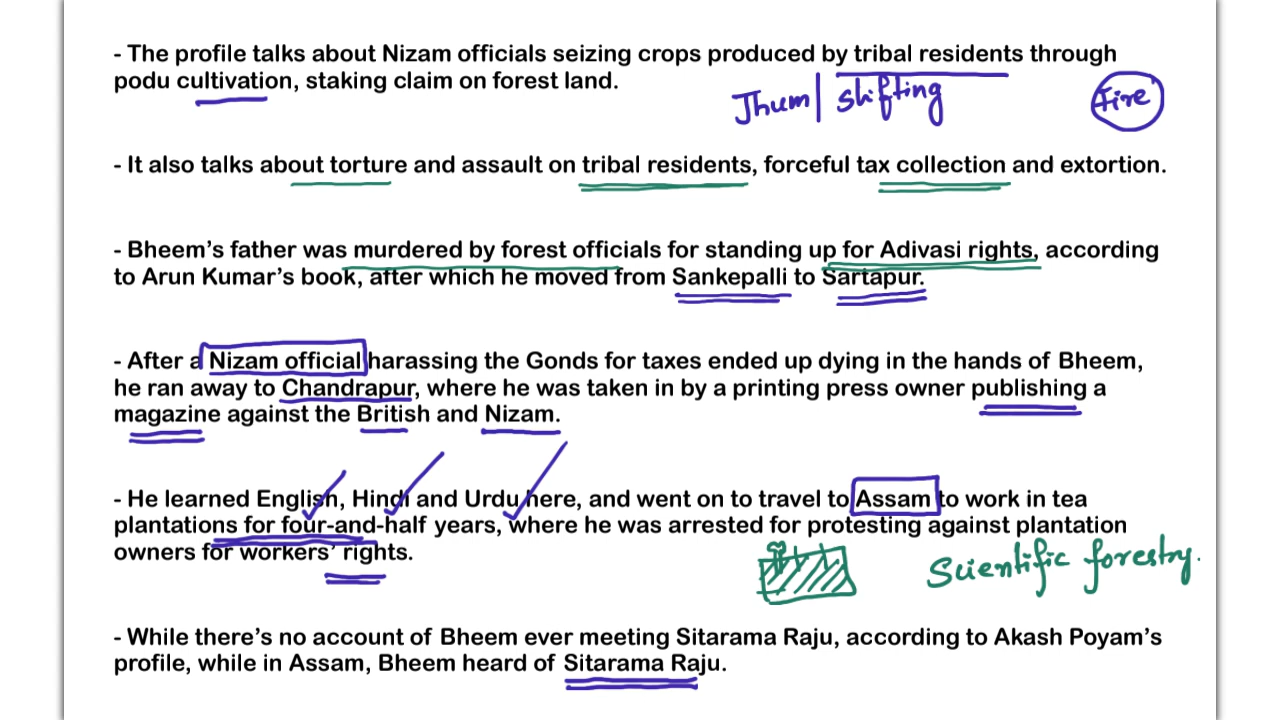 - The profile talks about Nizam officials seizing crops produced by tribal residents through
podu cultivation, staking claim on forest land.
Jhum | shifting
Fire
- It also talks about torture and assault on tribal residents, forceful tax collection and extortion.
- Bheem's father was murdered by forest officials for standing up for Adivasi rights, according
to Arun Kumar's book, after which he moved from Sankepalli to Sartapur.
- After a Nizam official harassing the Gonds for taxes ended up dying in the hands of Bheem,
he ran away to Chandrapur, where he was taken in by a printing press owner publishing a
magazine against the British and Nizam.
- He learned English, Hindi and Urdu here, and went on to travel to Assam to work in tea
plantations for four-and-half years, where he was arrested for protesting against plantation
owners for workers' rights.
Scientific forestry.
- While there's no account of Bheem ever meeting Sitarama Raju, according to Akash Poyam's
profile, while in Assam, Bheem heard of Sitarama Raju.